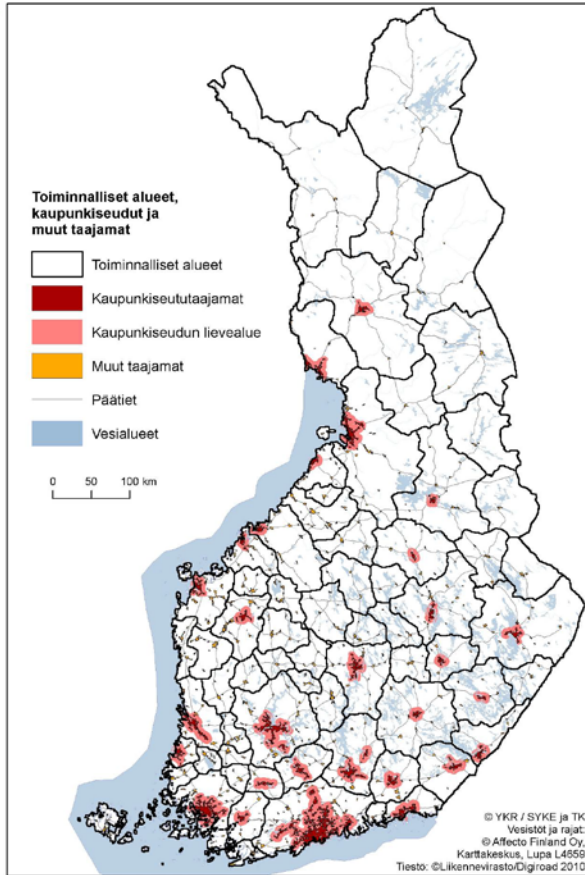 Toiminnalliset alueet,
kaupunkiseudut ja
muut taajamat
Toiminnalliset alueet
Kaupunkiseututaajamat
Kaupunkiseudun lievealue
Muut taajamat
Päätiet
Vesialueet
0 50 100 km
© YKR / SYKE ja TK
Vesistöt ja rajat:
© Affecto Finland Oy,
Karttakeskus, Lupa L4659
Tiesto: ©Liikennevirasto/Digiroad 2010